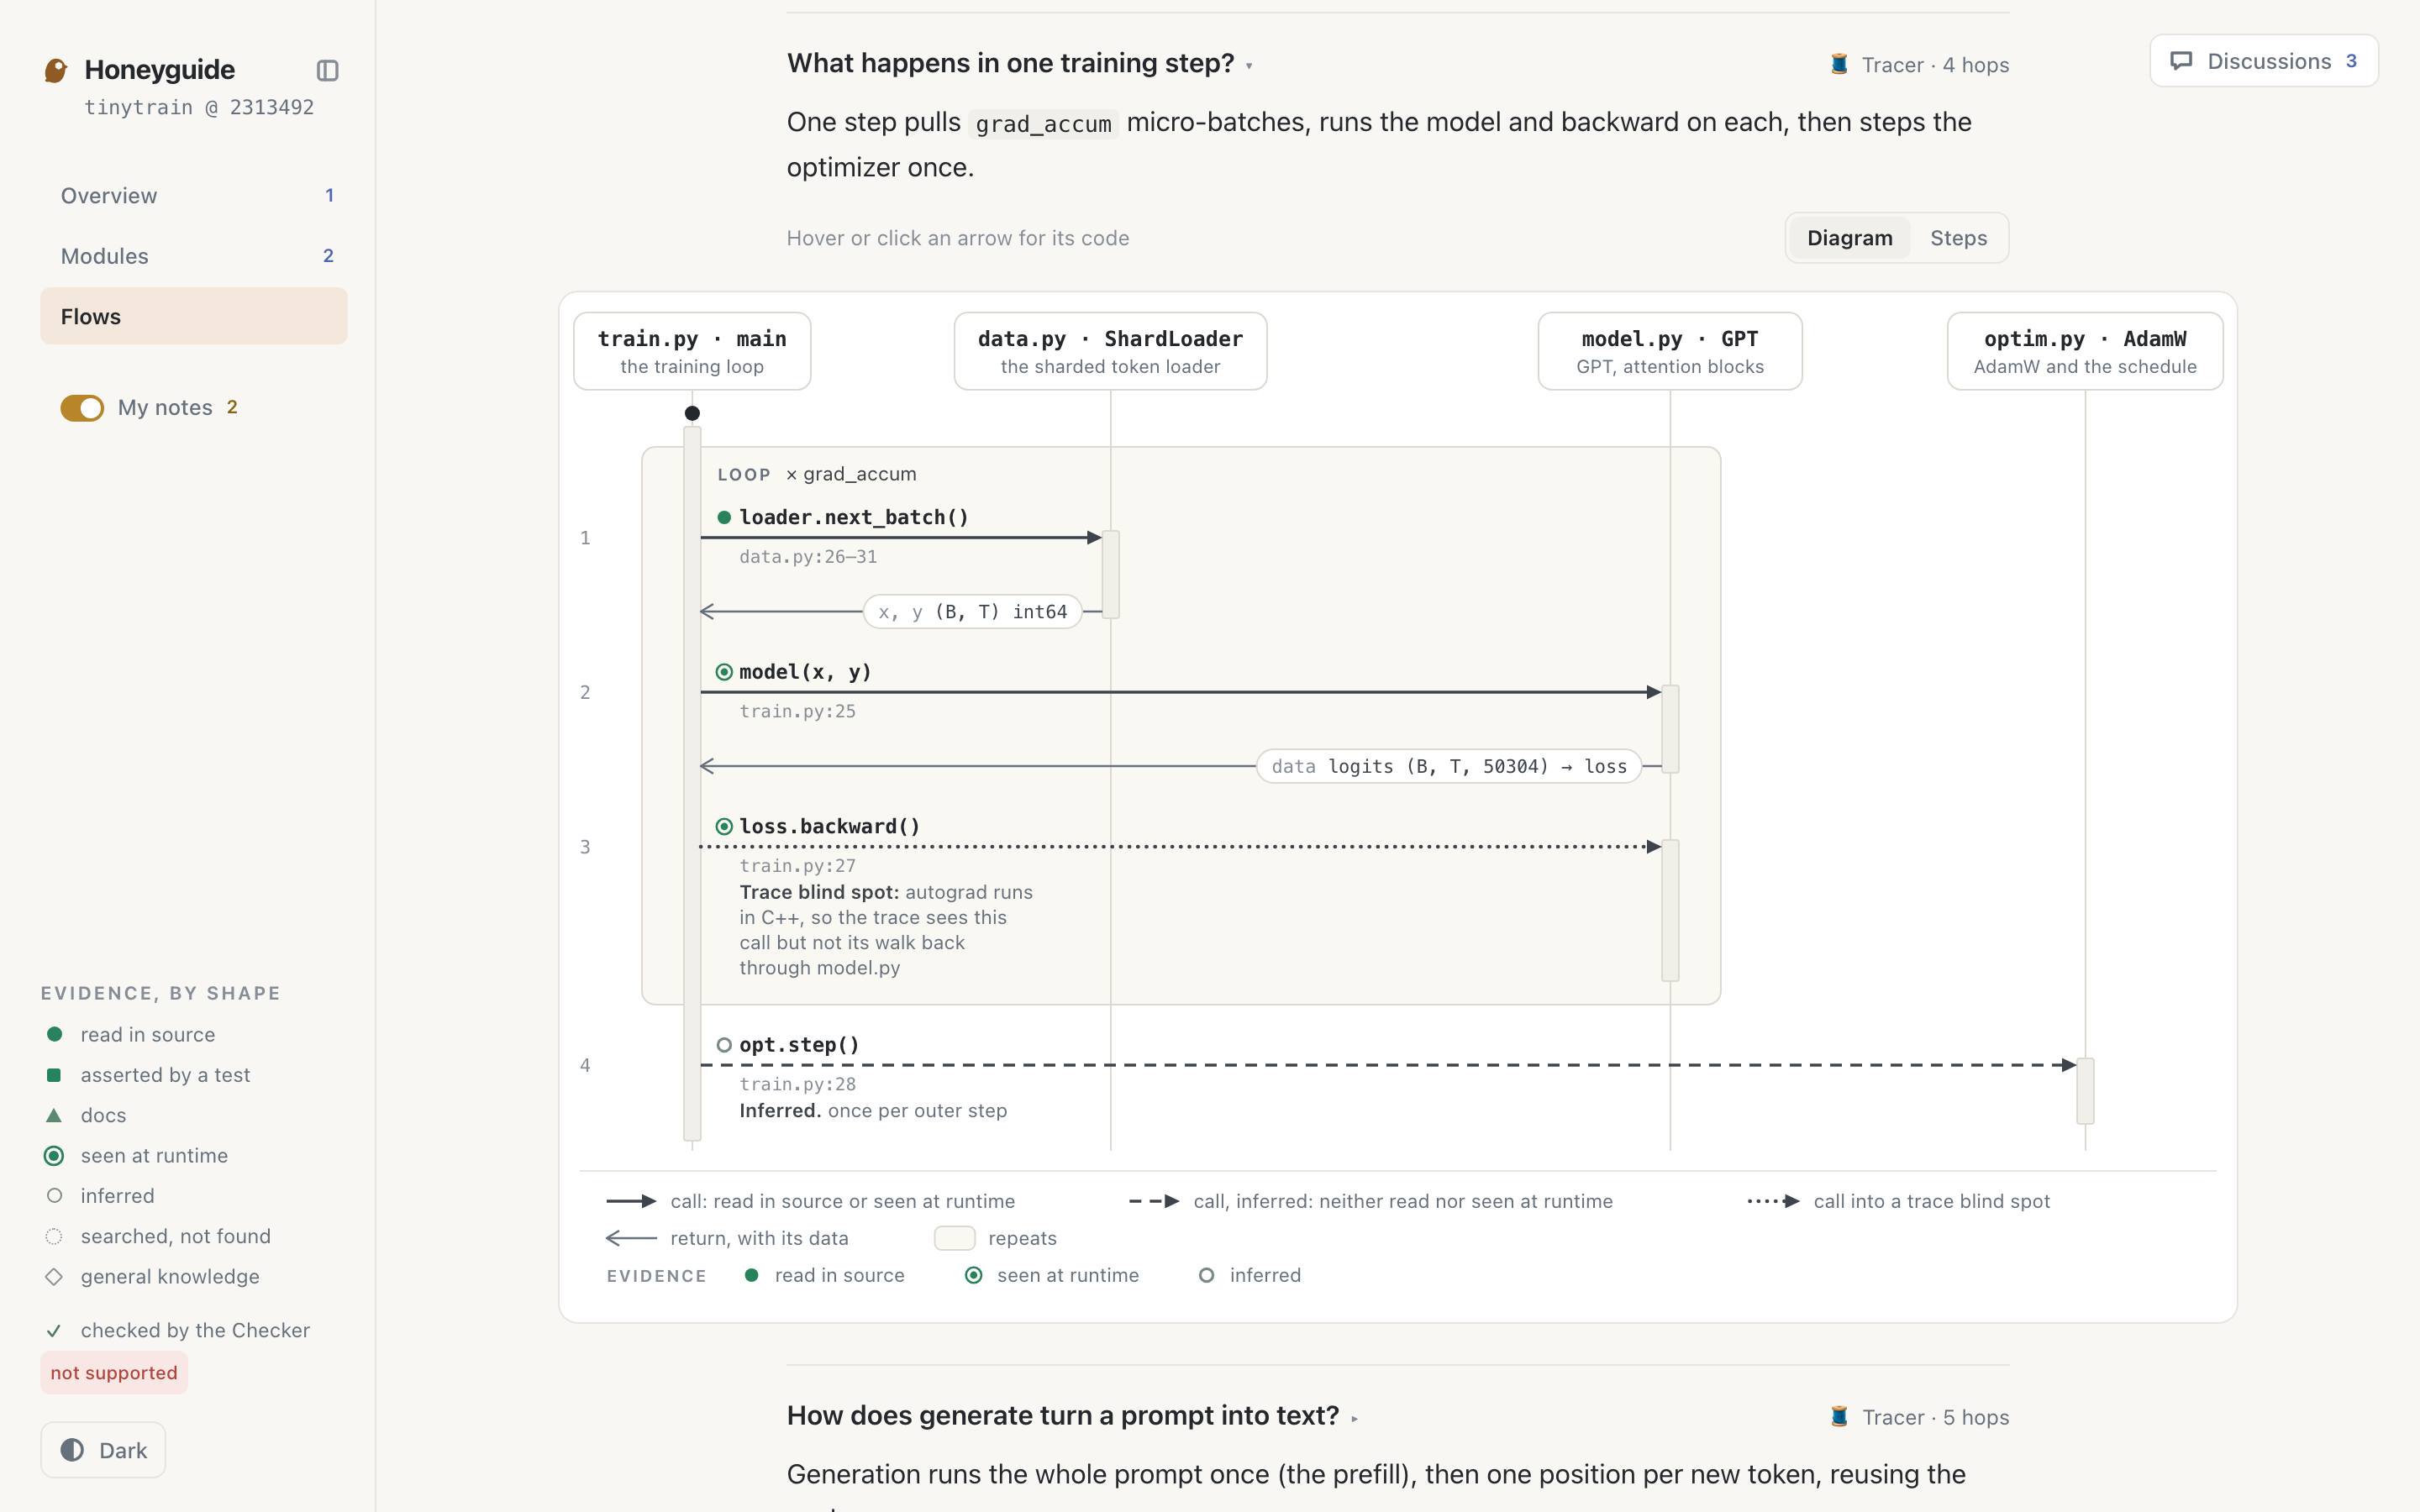 Honeyguide
tinytrain @ 2313492
Overview 1
Modules 2
Flows
My notes 2
EVIDENCE, BY SHAPE
read in source
asserted by a test
docs
seen at runtime
inferred
searched, not found
general knowledge
checked by the Checker
not supported
Dark
Discussions 3
What happens in one training step?
Tracer · 4 hops
One step pulls grad_accum micro-batches, runs the model and backward on each, then steps the
optimizer once.
Hover or click an arrow for its code
Diagram Steps
train.py · main
the training loop
data.py · ShardLoader
the sharded token loader
model.py · GPT
GPT, attention blocks
optim.py · AdamW
AdamW and the schedule
LOOP × grad_accum
1
loader.next_batch()
data.py:26–31
x, y (B, T) int64
2
model(x, y)
train.py:25
data logits (B, T, 50304) → loss
3
loss.backward()
train.py:27
Trace blind spot: autograd runs
in C++, so the trace sees this
call but not its walk back
through model.py
4
opt.step()
train.py:28
Inferred. once per outer step
call: read in source or seen at runtime
call, inferred: neither read nor seen at runtime
call into a trace blind spot
return, with its data
repeats
EVIDENCE read in source seen at runtime inferred
How does generate turn a prompt into text?
Tracer · 5 hops
Generation runs the whole prompt once (the prefill), then one position per new token, reusing the